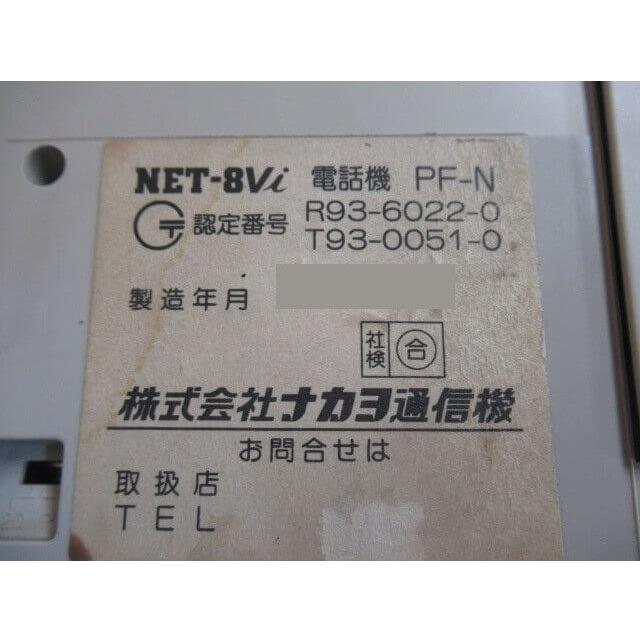 NET-8Vi 電話機 PF-N
認定番号 R93-6022-0
T93-0051-0
製造年月
社検 合
株式会社ナカヨ通信機
お問合せは
取扱店
TEL